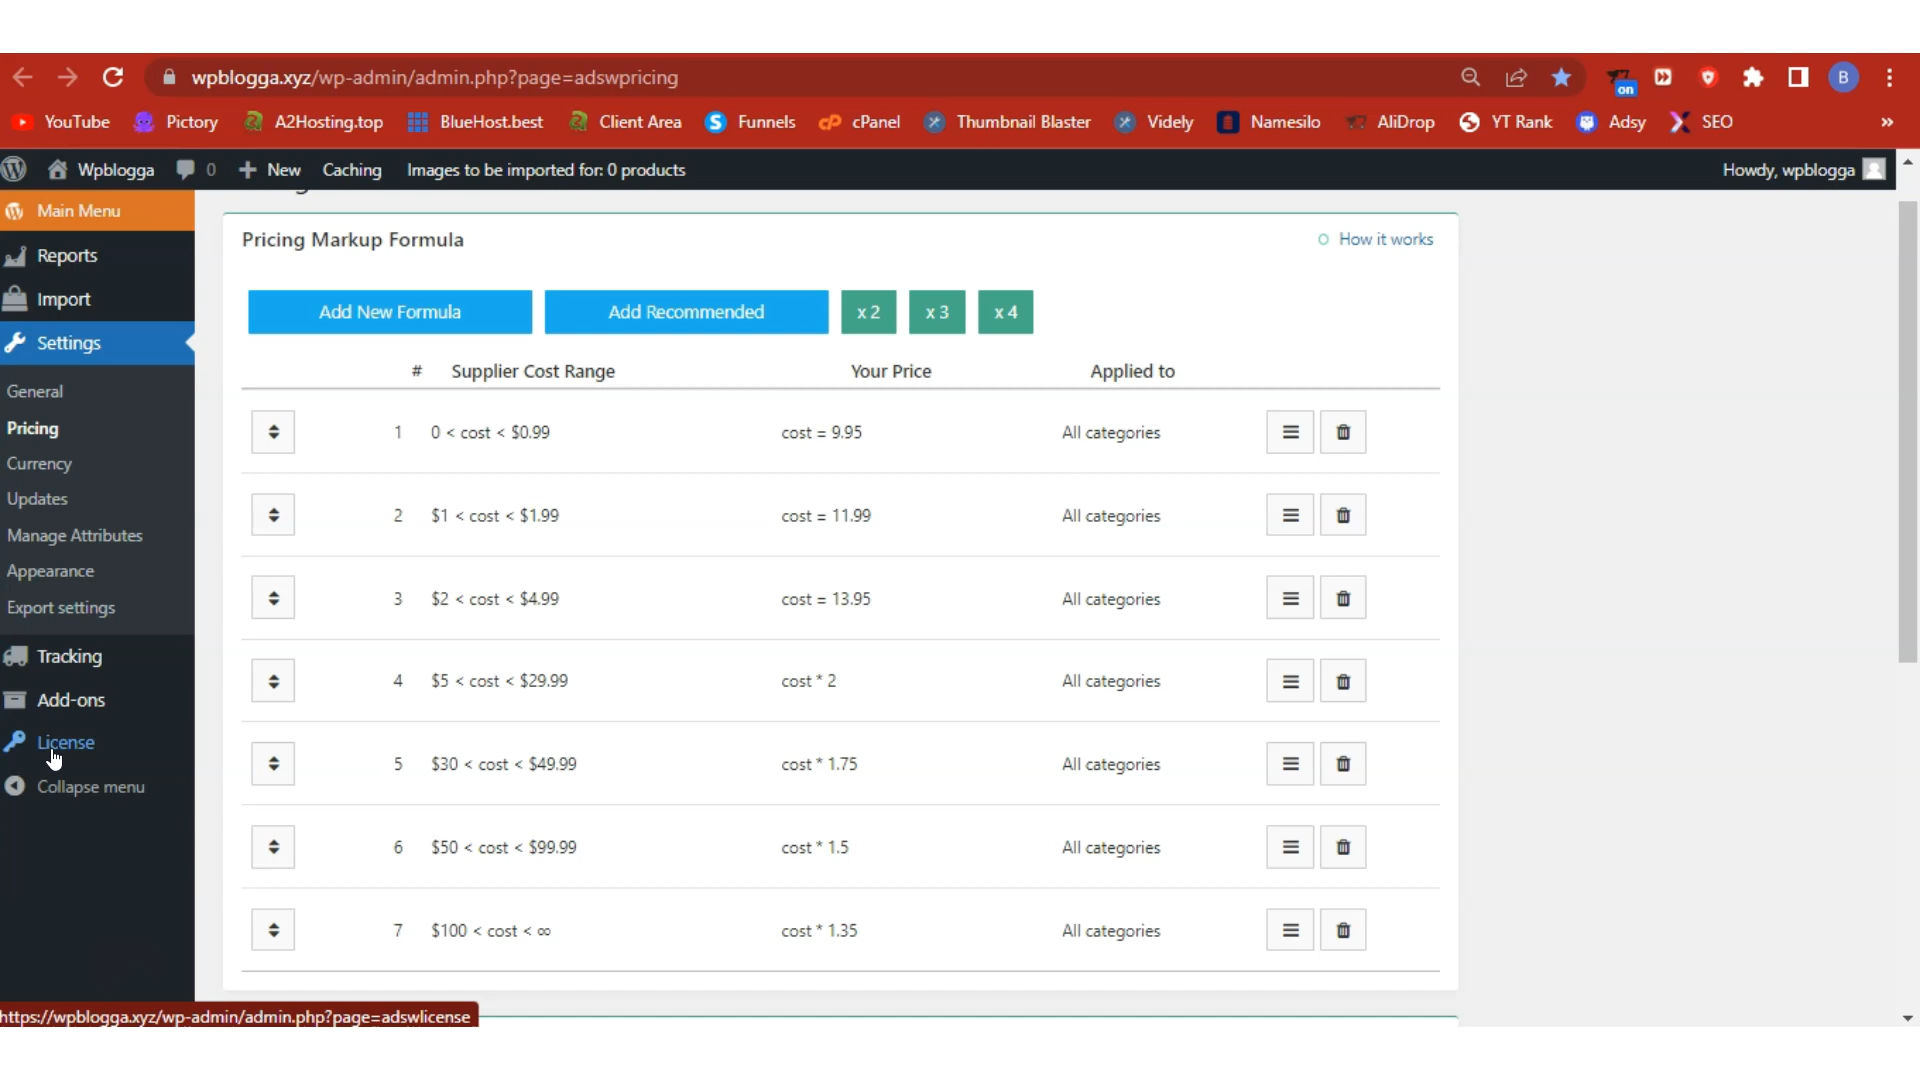 wpblogga.xyz/wp-admin/admin.php?page=adswpricing
on
B
YouTube Pictory A2Hosting.top BlueHost.best Client Area Funnels cPanel Thumbnail Blaster Videly Namesilo AliDrop YT Rank Adsy SEO »
Wpblogga 0 + New Caching Images to be imported for: 0 products Howdy, wpblogga
Main Menu
Reports
Import
Settings
General
Pricing
Currency
Updates
Manage Attributes
Appearance
Export settings
Tracking
Add-ons
License
Collapse menu
Pricing Markup Formula
How it works
Add New Formula Add Recommended x 2 x 3 x 4
# Supplier Cost Range Your Price Applied to
1 0 < cost < $0.99 cost = 9.95 All categories
2 $1 < cost < $1.99 cost = 11.99 All categories
3 $2 < cost < $4.99 cost = 13.95 All categories
4 $5 < cost < $29.99 cost * 2 All categories
5 $30 < cost < $49.99 cost * 1.75 All categories
6 $50 < cost < $99.99 cost * 1.5 All categories
7 $100 < cost < ∞ cost * 1.35 All categories
https://wpblogga.xyz/wp-admin/admin.php?page=adswlicense